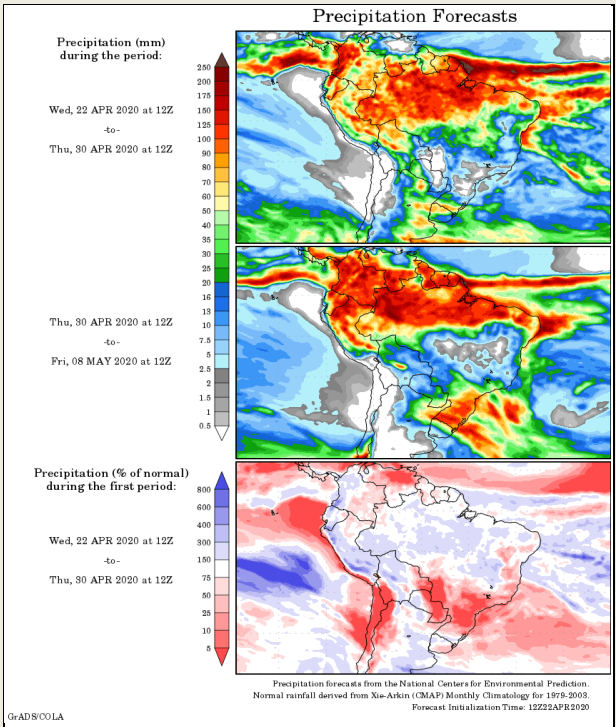 Precipitation Forecasts
Precipitation (mm)
during the period:
Wed, 22 APR 2020 at 12Z
-to-
Thu, 30 APR 2020 at 12Z
250
200
175
150
125
100
90
80
70
60
50
40
35
30
25
20
16
13
10
7.5
5
2.5
2
1.5
1
0.5
Thu, 30 APR 2020 at 12Z
-to-
Fri, 08 MAY 2020 at 12Z
Precipitation (% of normal)
during the first period:
Wed, 22 APR 2020 at 12Z
-to-
Thu, 30 APR 2020 at 12Z
800
600
400
300
150
75
50
25
10
5
Precipitation forecasts from the National Centers for Environmental Prediction.
Normal rainfall derived from Xie-Arkin (CMAP) Monthly Climatology for 1979-2003.
Forecast Initialization Time: 12Z22APR2020
GrADS/COLA